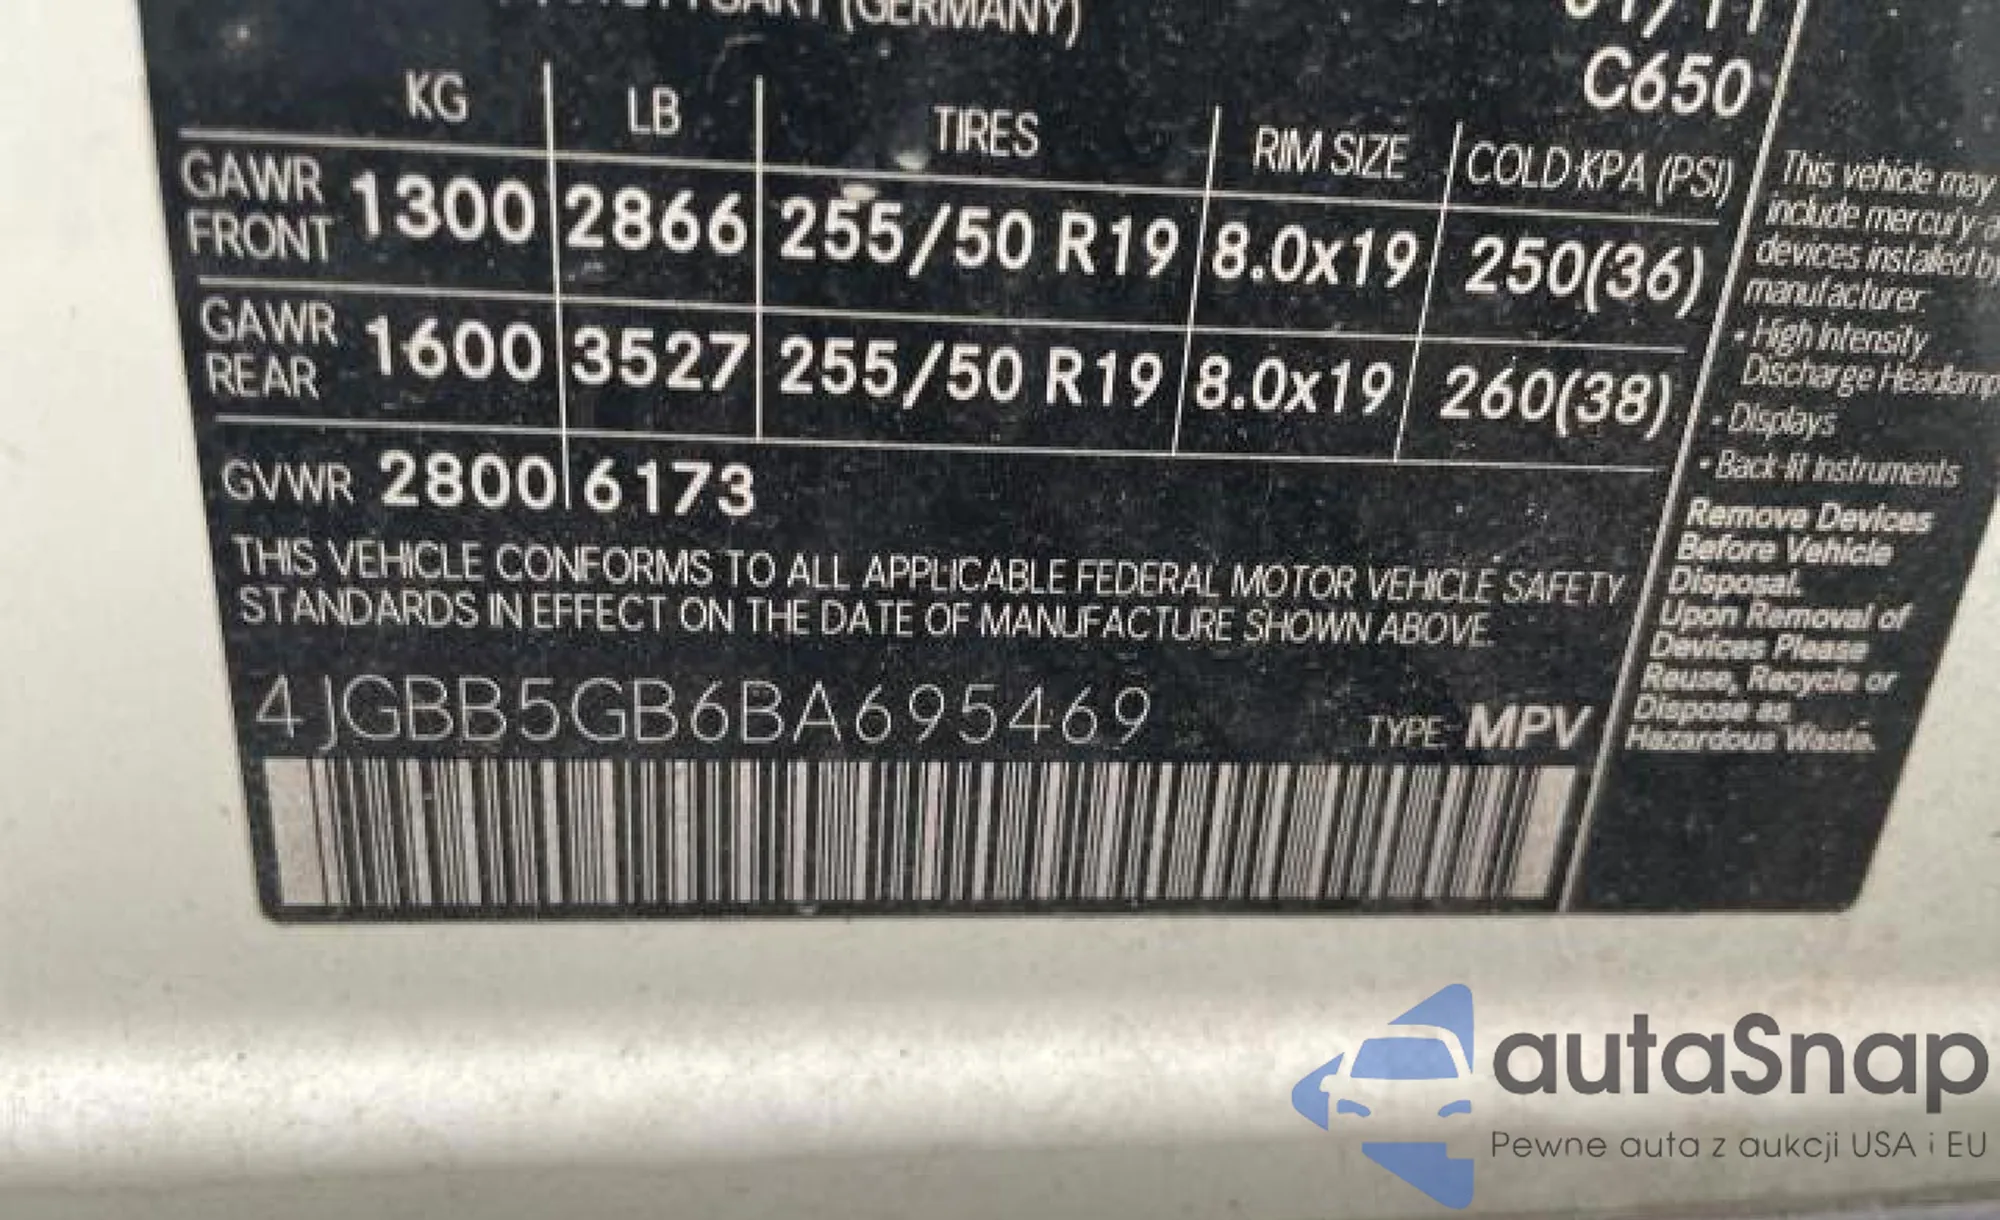 (GERMANY)
C650
KG LB TIRES RIM SIZE COLD KPA (PSI)
GAWR FRONT 1300 2866 255/50 R19 8.0x19 250(36)
GAWR REAR 1600 3527 255/50 R19 8.0x19 260(38)
GVWR 2800 6173
THIS VEHICLE CONFORMS TO ALL APPLICABLE FEDERAL MOTOR VEHICLE SAFETY
STANDARDS IN EFFECT ON THE DATE OF MANUFACTURE SHOWN ABOVE.
4JGBB5GB6BA695469
TYPE: MPV
This vehicle may
include mercury-
devices installed by
manufacturer:
• High Intensity
Discharge Headlamp
• Displays
• Back-lit Instruments
Remove Devices
Before Vehicle
Disposal.
Upon Removal of
Devices Please
Reuse, Recycle or
Dispose as
Hazardous Waste.
autaSnap
Pewne auta z aukcji USA i EU